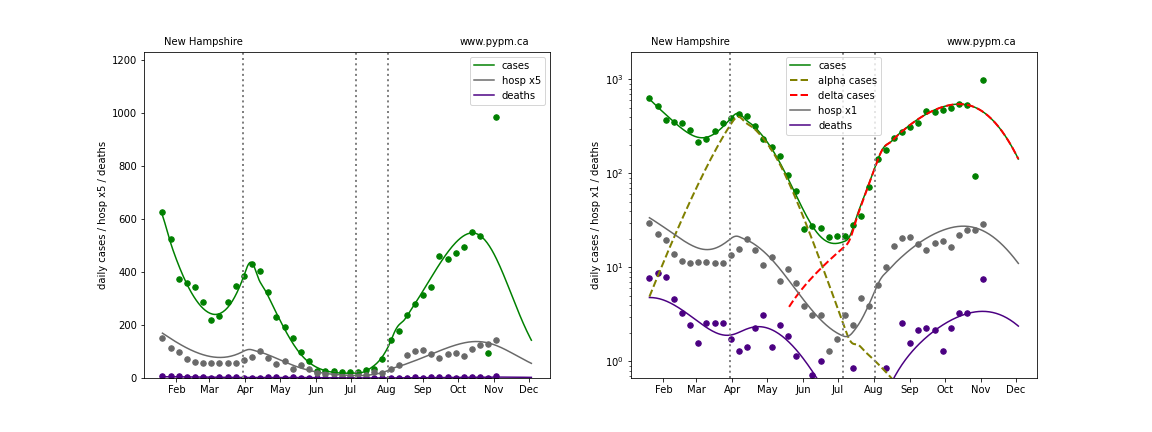 New Hampshire www.pypm.ca
cases
hosp x5
deaths
daily cases / hosp x5 / deaths
1200
1000
800
600
400
200
0
Feb Mar Apr May Jun Jul Aug Sep Oct Nov Dec
New Hampshire www.pypm.ca
cases
alpha cases
delta cases
hosp x1
deaths
daily cases / hosp x1 / deaths
10³
10²
10¹
10⁰
Feb Mar Apr May Jun Jul Aug Sep Oct Nov Dec